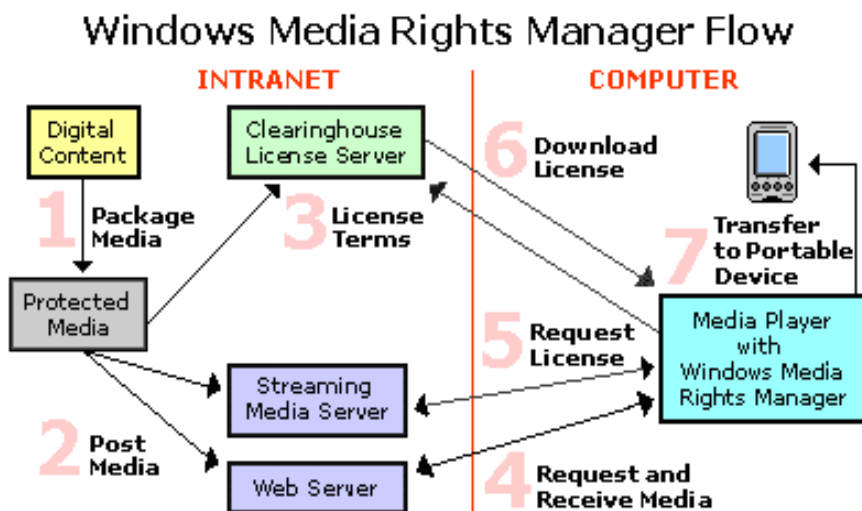 Windows Media Rights Manager Flow
INTRANET
COMPUTER
Digital
Content
Clearinghouse
License Server
6 Download
License
1 Package
Media
3 License
Terms
7 Transfer
to Portable
Device
Protected
Media
Media Player
with
Windows Media
Rights Manager
5 Request
License
Streaming
Media Server
2 Post
Media
Web Server
4 Request and
Receive Media